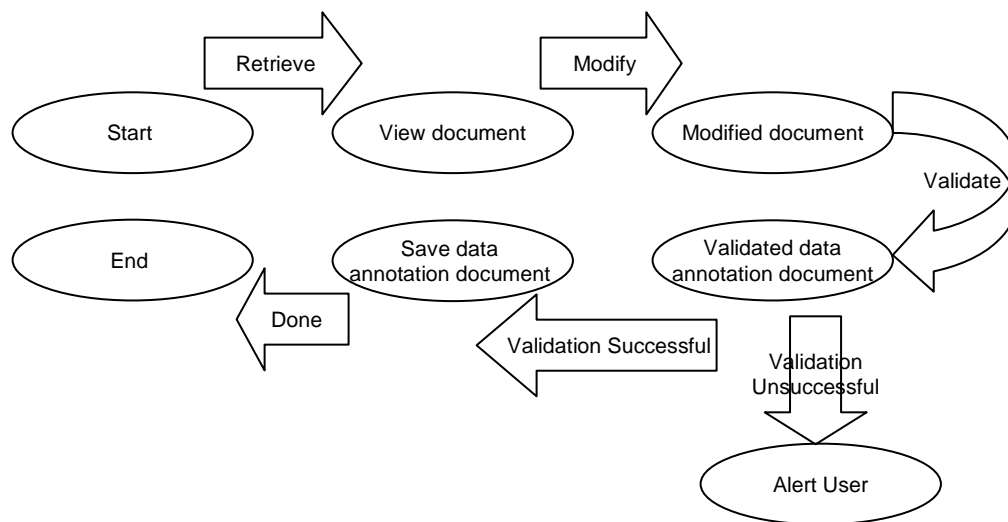 Retrieve
Modify
Start
View document
Modified document
Validate
End
Save data
annotation document
Validated data
annotation document
Done
Validation Successful
Validation
Unsuccessful
Alert User